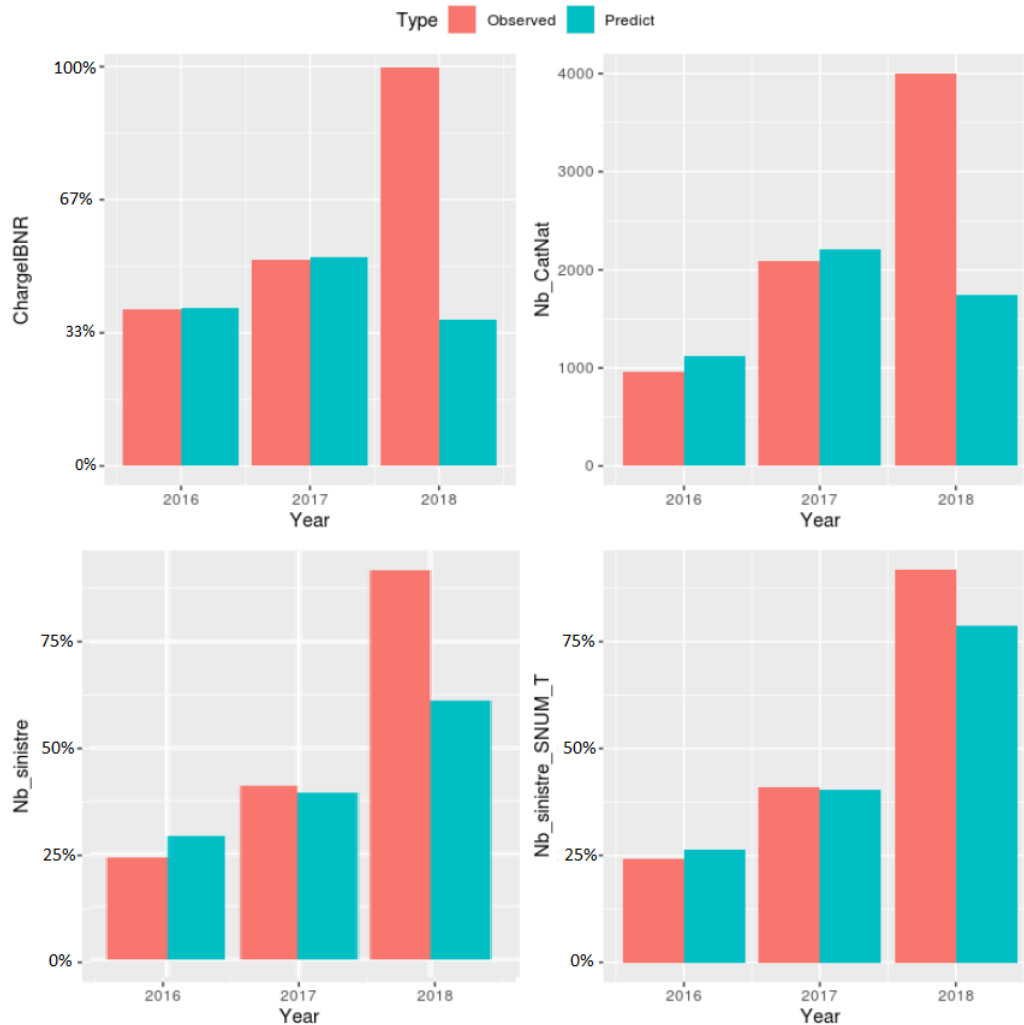 Type Observed Predict
ChargeIBNR
100%
67%
33%
0%
2016 2017 2018
Year
Nb_CatNat
4000
3000
2000
1000
0
2016 2017 2018
Year
Nb_sinistre
75%
50%
25%
0%
2016 2017 2018
Year
Nb_sinistre_SNUM_T
75%
50%
25%
0%
2016 2017 2018
Year